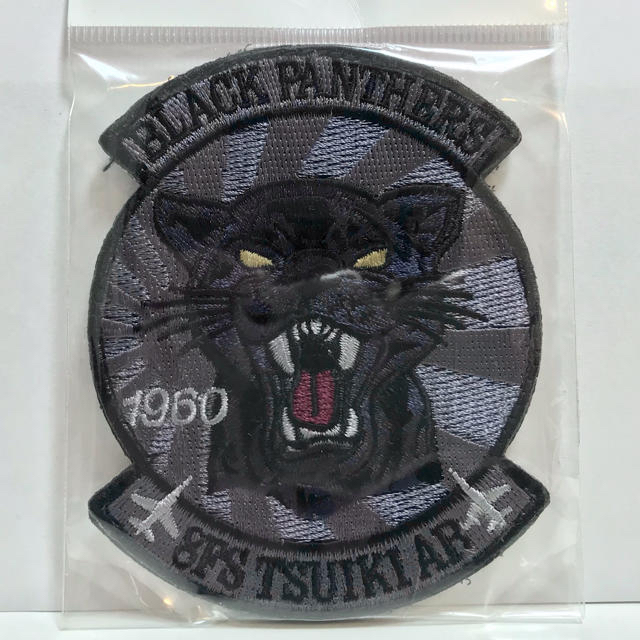 BLACK PANTHERS
1960
8FS TSUIKI AB